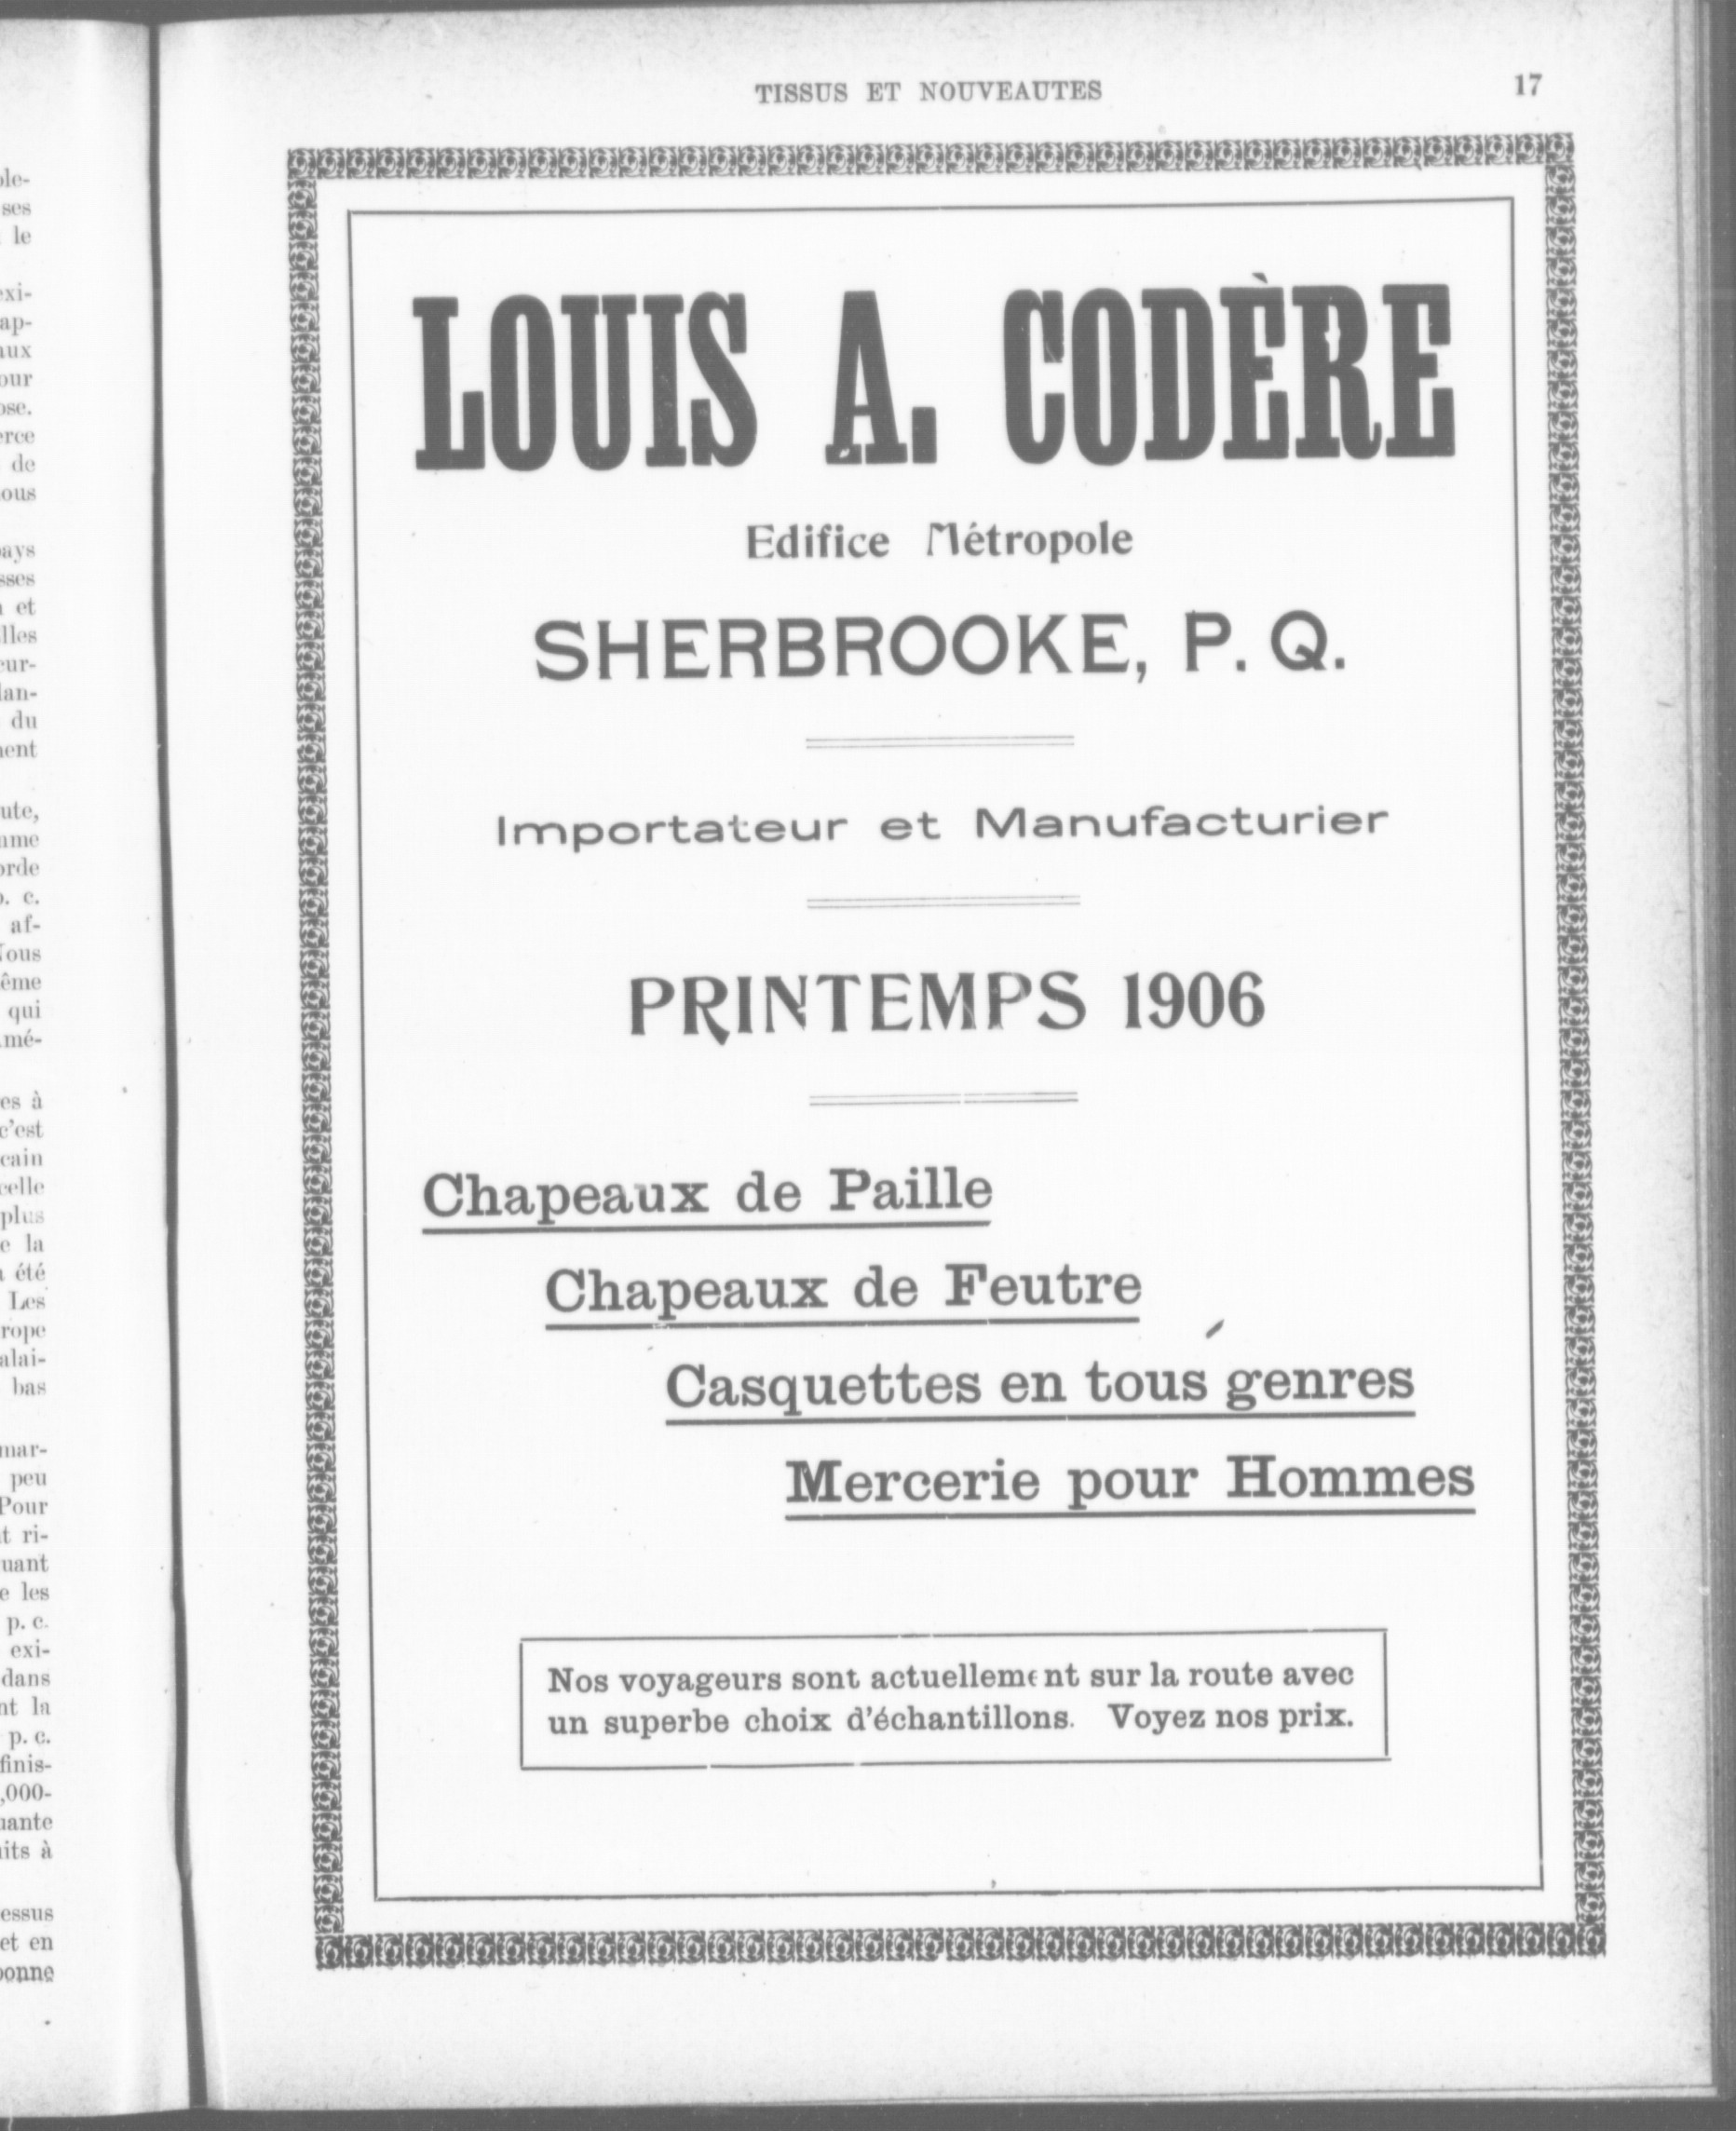 TISSUS ET NOUVEAUTES 17
LOUIS A. CODÈRE
Edifice Métropole
SHERBROOKE, P. Q.
Importateur et Manufacturier
PRINTEMPS 1906
Chapeaux de Paille
Chapeaux de Feutre
Casquettes en tous genres
Mercerie pour Hommes
Nos voyageurs sont actuellement sur la route avec
un superbe choix d'échantillons. Voyez nos prix.